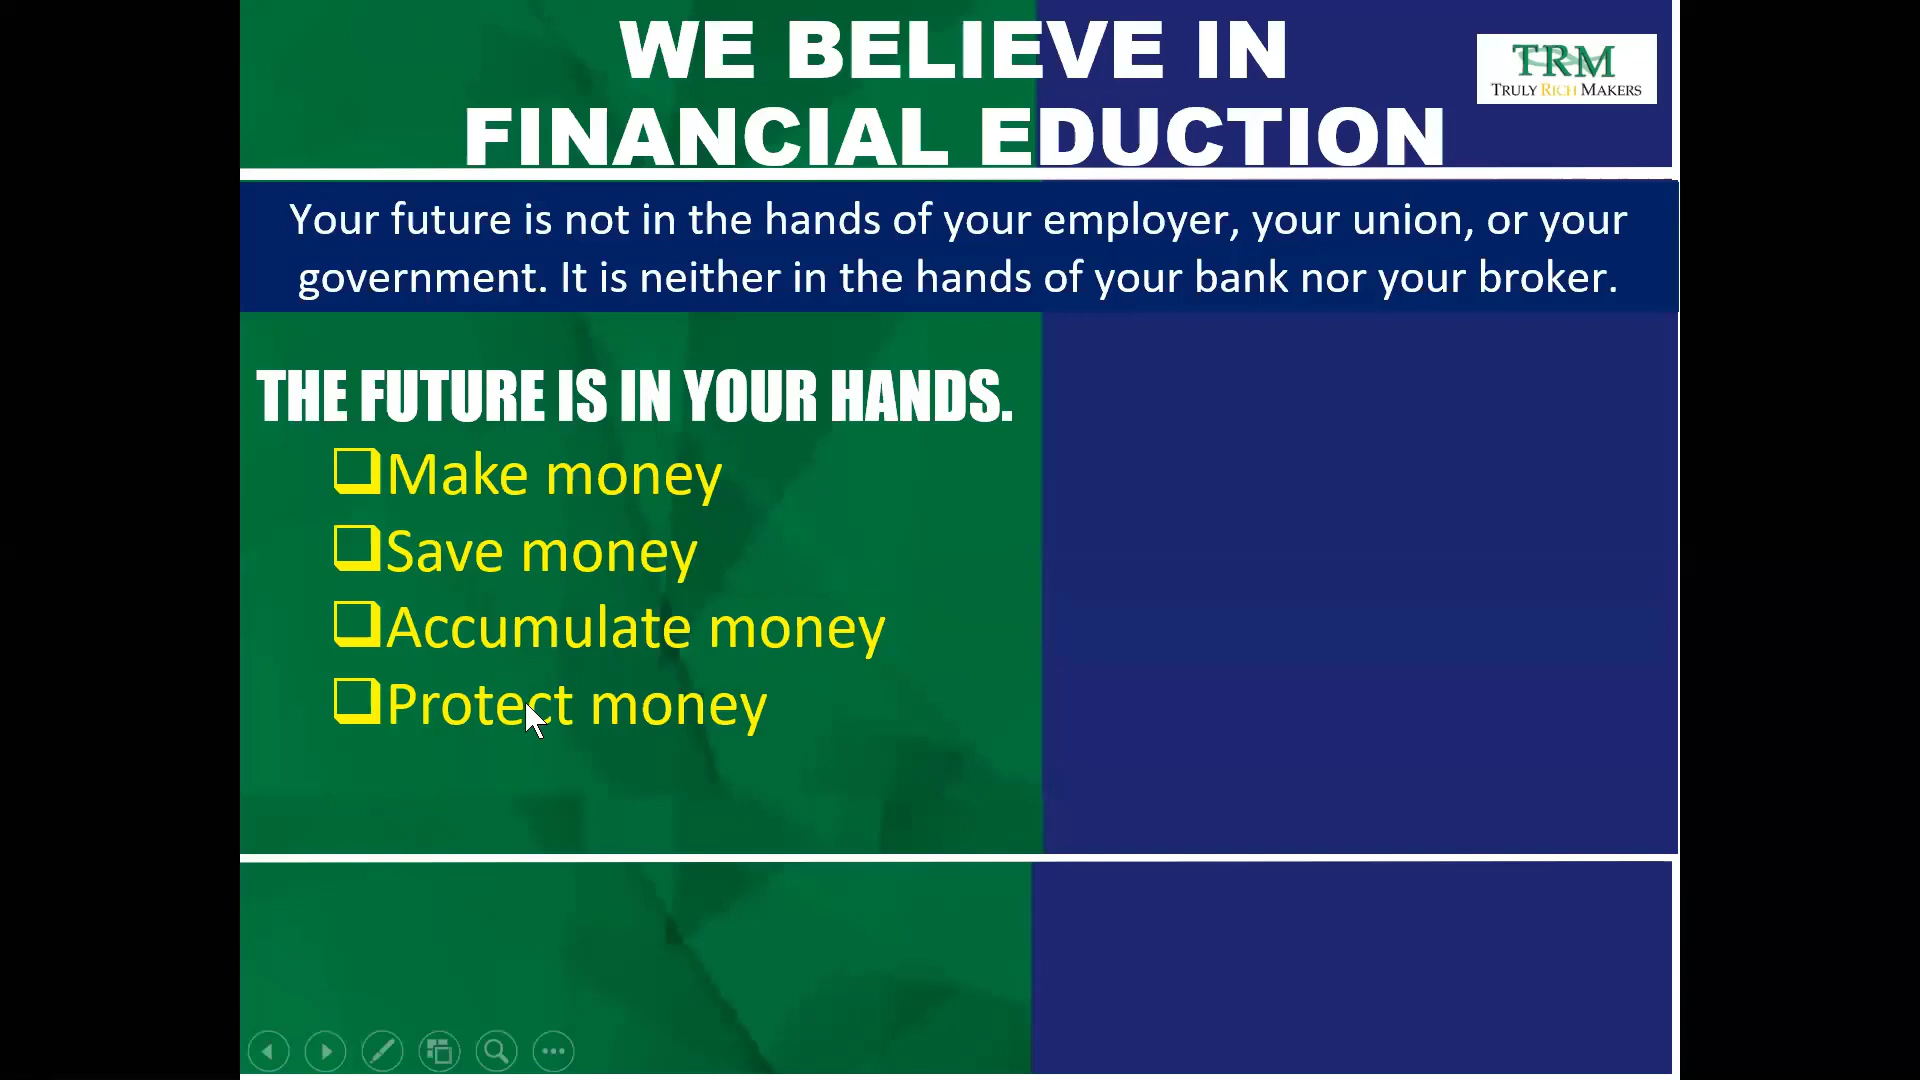 WE BELIEVE IN
FINANCIAL EDUCTION
TRM
TRULY RICH MAKERS
Your future is not in the hands of your employer, your union, or your
government. It is neither in the hands of your bank nor your broker.
THE FUTURE IS IN YOUR HANDS.
Make money
Save money
Accumulate money
Protect money